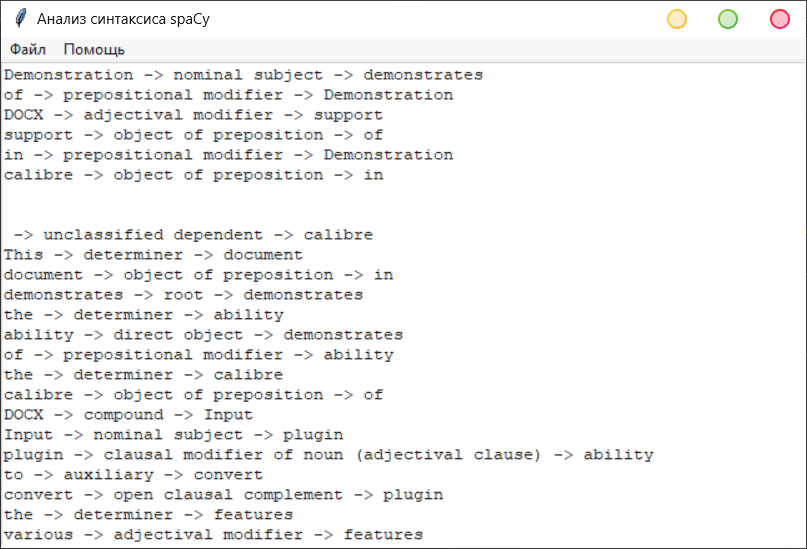 Анализ синтаксиса spaCy
Файл Помощь
Demonstration -> nominal subject -> demonstrates
of -> prepositional modifier -> Demonstration
DOCX -> adjectival modifier -> support
support -> object of preposition -> of
in -> prepositional modifier -> Demonstration
calibre -> object of preposition -> in
-> unclassified dependent -> calibre
This -> determiner -> document
document -> object of preposition -> in
demonstrates -> root -> demonstrates
the -> determiner -> ability
ability -> direct object -> demonstrates
of -> prepositional modifier -> ability
the -> determiner -> calibre
calibre -> object of preposition -> of
DOCX -> compound -> Input
Input -> nominal subject -> plugin
plugin -> clausal modifier of noun (adjectival clause) -> ability
to -> auxiliary -> convert
convert -> open clausal complement -> plugin
the -> determiner -> features
various -> adjectival modifier -> features